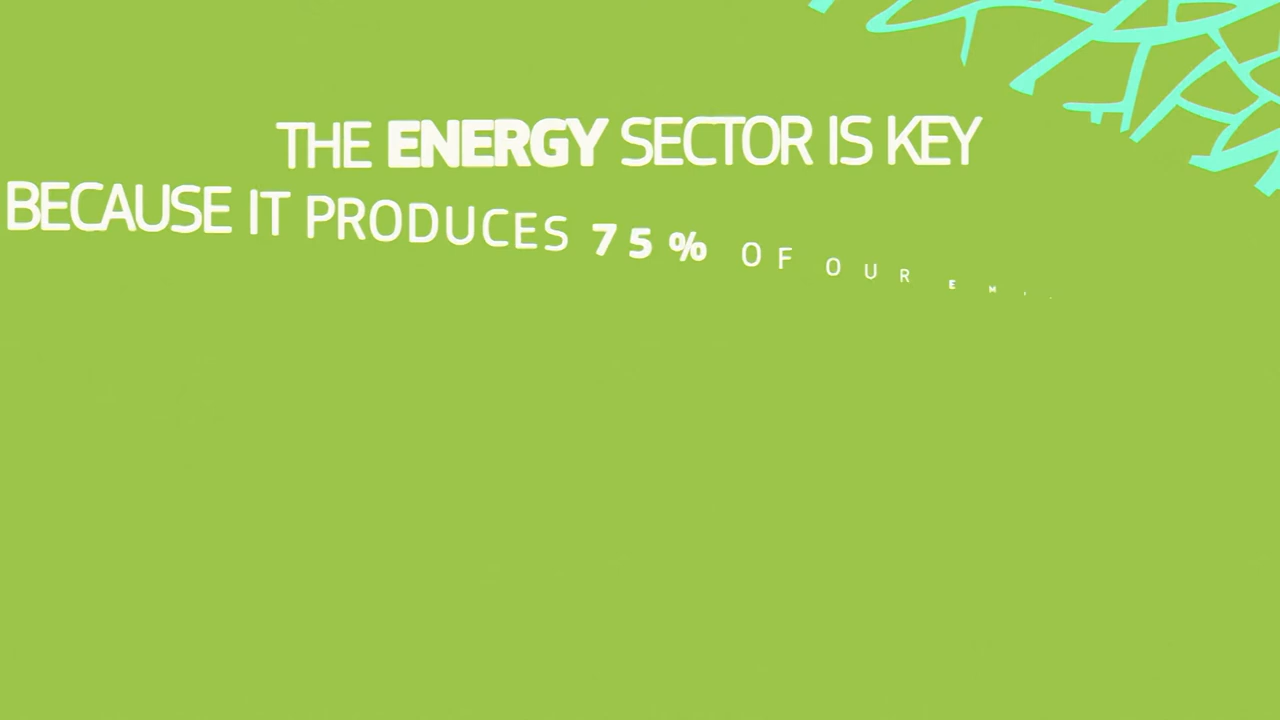 THE ENERGY SECTOR IS KEY
BECAUSE IT PRODUCES 75% OF OUR